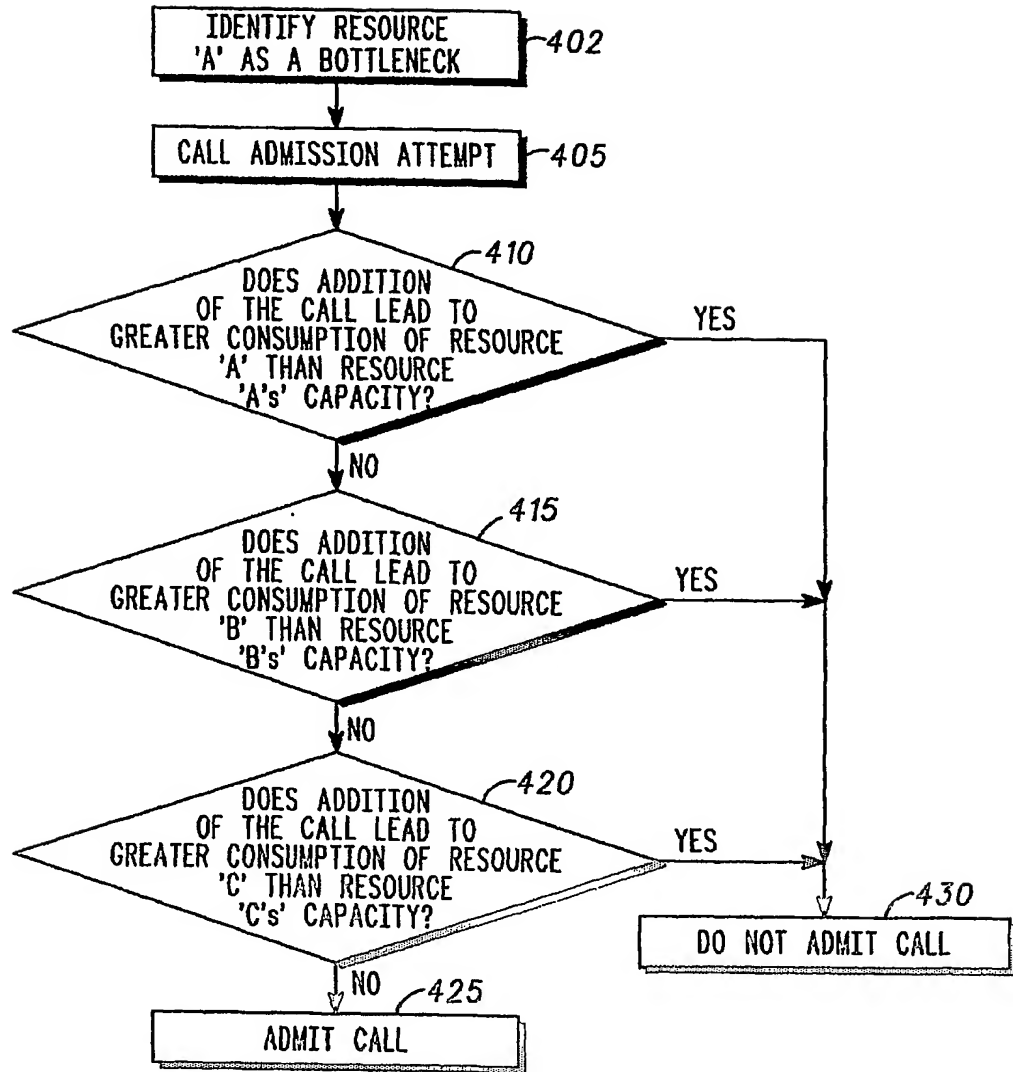 IDENTIFY RESOURCE
'A' AS A BOTTLENECK
402
CALL ADMISSION ATTEMPT
405
410
DOES ADDITION
OF THE CALL LEAD TO
GREATER CONSUMPTION OF RESOURCE
'A' THAN RESOURCE
'A's' CAPACITY?
YES
NO
415
DOES ADDITION
OF THE CALL LEAD TO
GREATER CONSUMPTION OF RESOURCE
'B' THAN RESOURCE
'B's' CAPACITY?
YES
NO
420
DOES ADDITION
OF THE CALL LEAD TO
GREATER CONSUMPTION OF RESOURCE
'C' THAN RESOURCE
'C's' CAPACITY?
YES
430
DO NOT ADMIT CALL
NO
425
ADMIT CALL